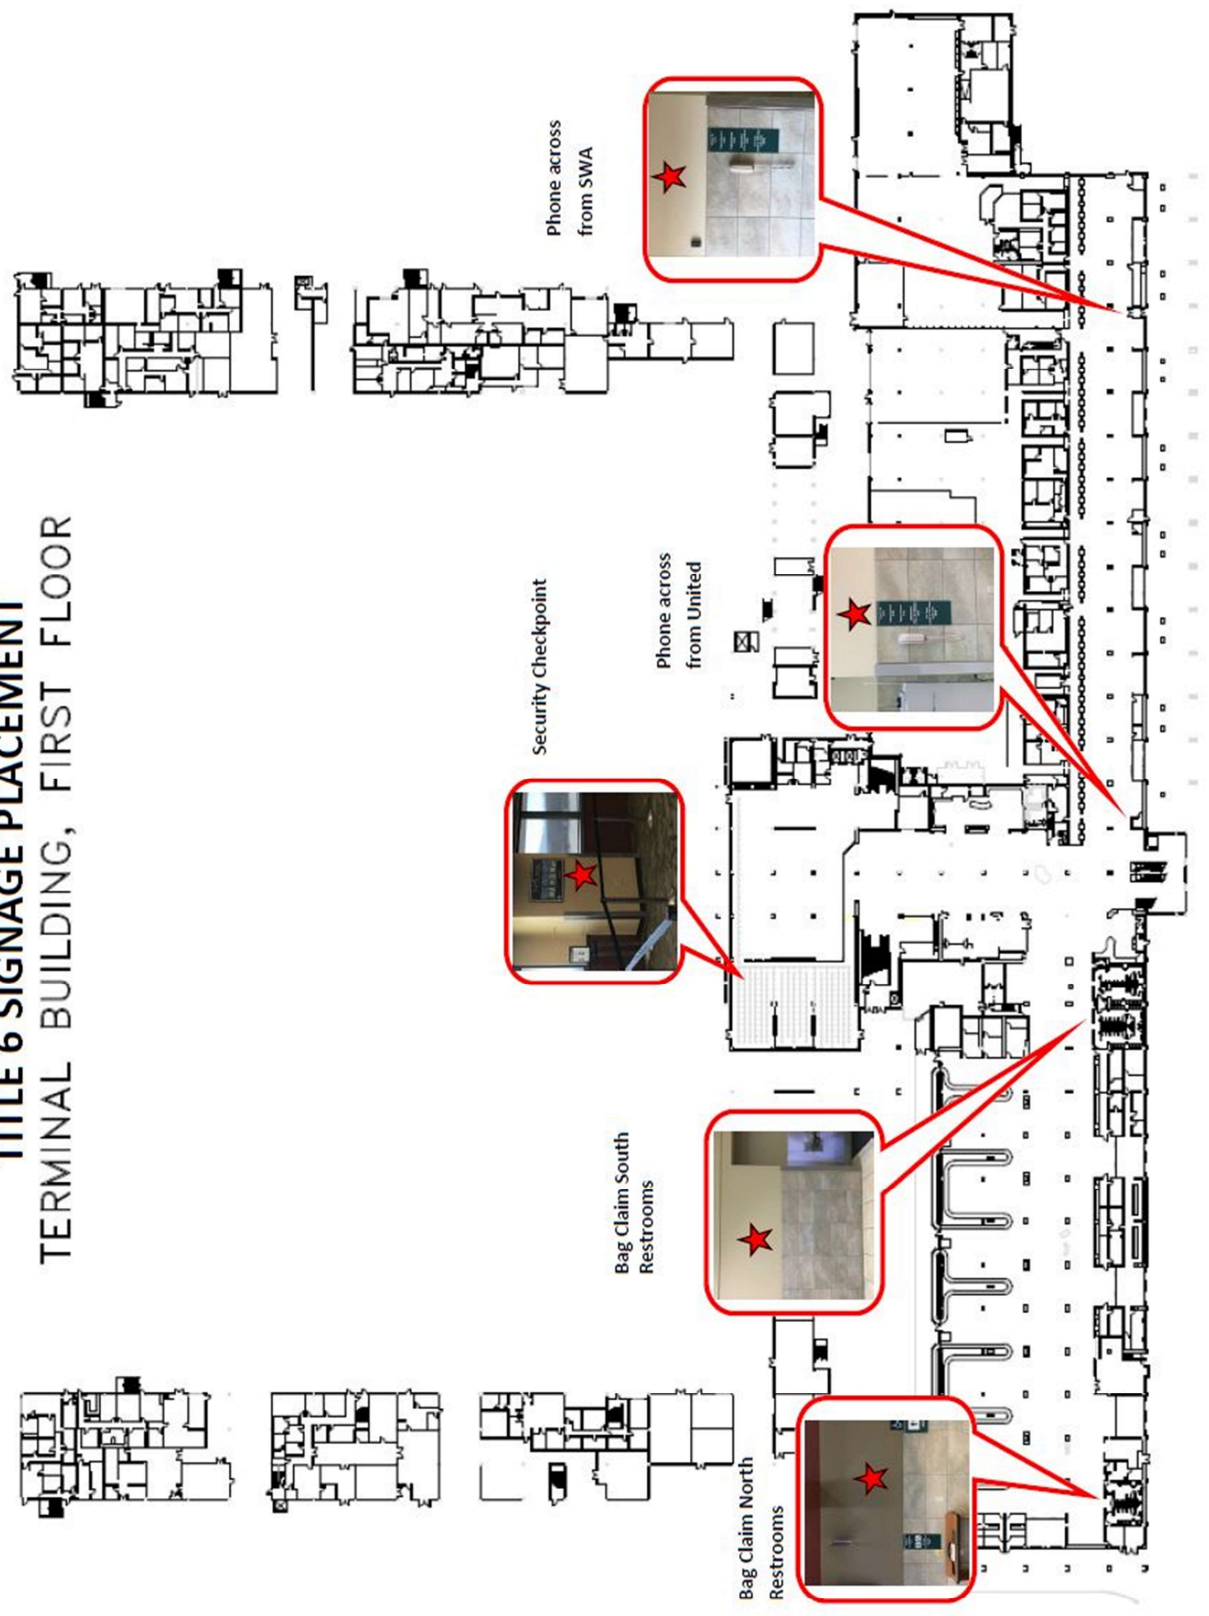 TITLE 6 SIGNAGE PLACEMENT
TERMINAL BUILDING, FIRST FLOOR
Bag Claim North
Restrooms
Bag Claim South
Restrooms
Security Checkpoint
Phone across
from United
Phone across
from SWA